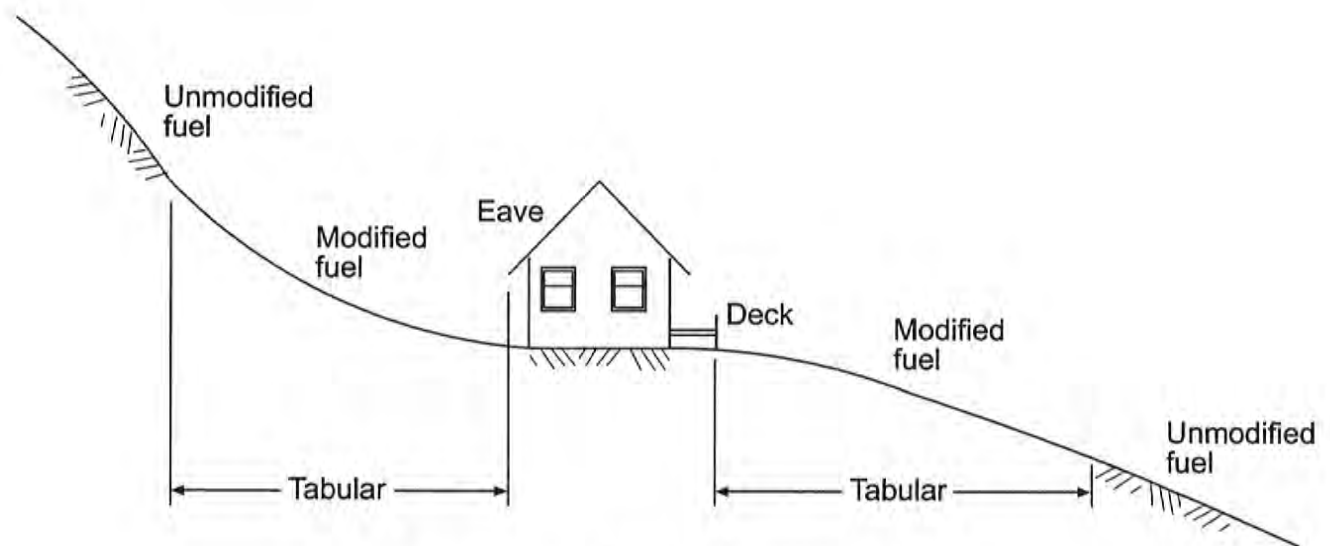 Unmodified
fuel
Eave
Modified
fuel
Deck
Modified
fuel
Unmodified
fuel
Tabular
Tabular